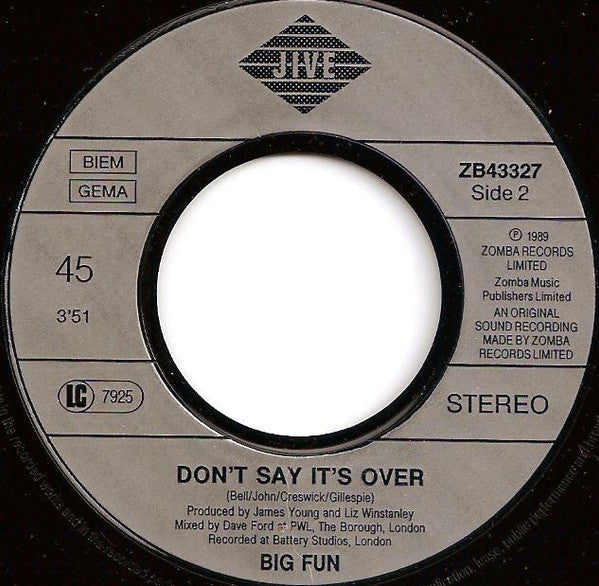 JIVE
BIEM
GEMA
ZB43327
Side 2
45
3'51
℗ 1989
ZOMBA RECORDS
LIMITED
Zomba Music
Publishers Limited
AN ORIGINAL
SOUND RECORDING
MADE BY ZOMBA
RECORDS LIMITED
LC 7925
STEREO
DON'T SAY IT'S OVER
(Bell/John/Creswick/Gillespie)
Produced by James Young and Liz Winstanley
Mixed by Dave Ford at PWL, The Borough, London
Recorded at Battery Studios, London
BIG FUN